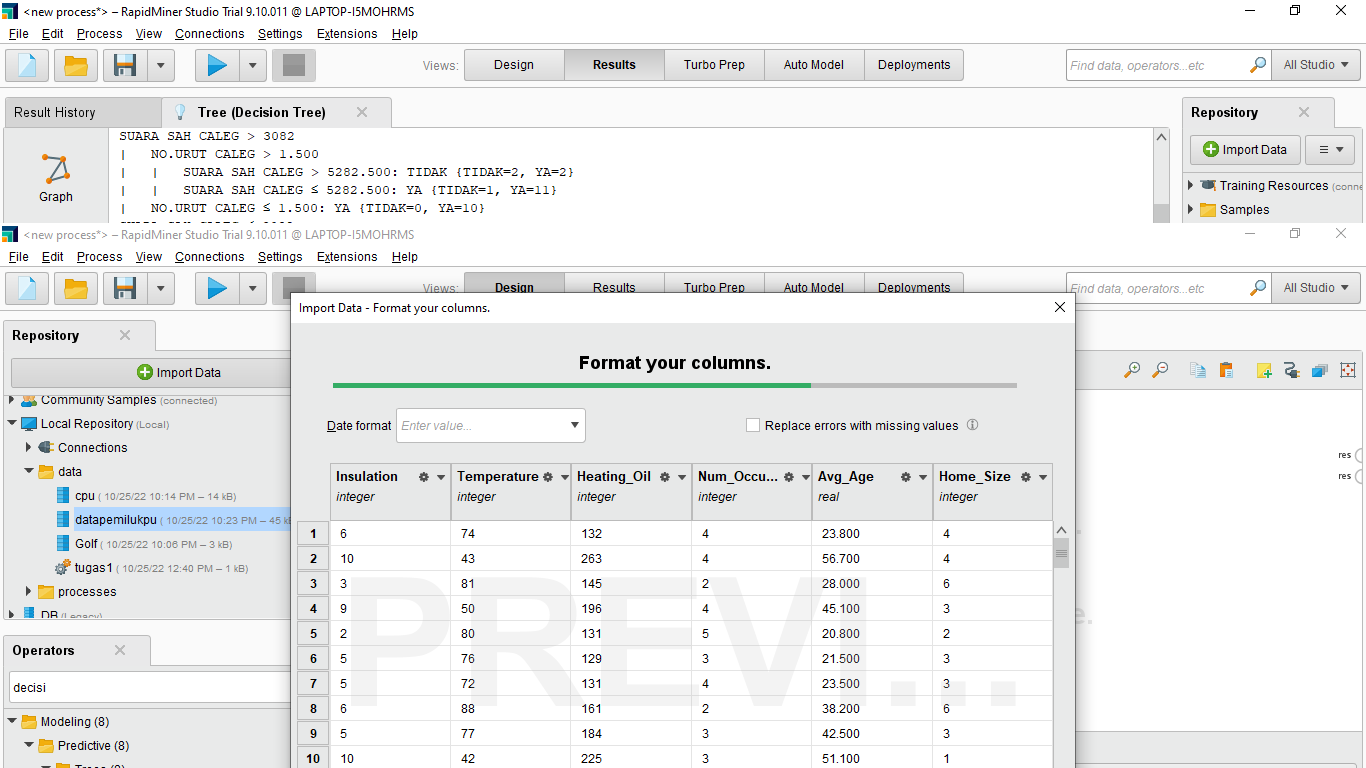 <new process*> – RapidMiner Studio Trial 9.10.011 @ LAPTOP-I5MOHRMS
File Edit Process View Connections Settings Extensions Help
Views: Design Results Turbo Prep Auto Model Deployments Find data, operators...etc All Studio
Result History Tree (Decision Tree) Repository
SUARA SAH CALEG > 3082
| NO.URUT CALEG > 1.500
| | SUARA SAH CALEG > 5282.500: TIDAK {TIDAK=2, YA=2}
| | SUARA SAH CALEG ≤ 5282.500: YA {TIDAK=1, YA=11}
| NO.URUT CALEG ≤ 1.500: YA {TIDAK=0, YA=10}
Graph
Import Data
Training Resources (conne
Samples
<new process*> – RapidMiner Studio Trial 9.10.011 @ LAPTOP-I5MOHRMS
File Edit Process View Connections Settings Extensions Help
Views: Design Results Turbo Prep Auto Model Deployments Find data, operators...etc All Studio
Repository
Import Data
Community Samples (connected)
Local Repository (Local)
Connections
data
cpu ( 10/25/22 10:14 PM – 14 kB)
datapemilukpu ( 10/25/22 10:23 PM – 45 kB
Golf ( 10/25/22 10:06 PM – 3 kB)
tugas1 ( 10/25/22 12:40 PM – 1 kB)
processes
DB (Legacy)
Operators
decisi
Modeling (8)
Predictive (8)
Trees (8)
Import Data - Format your columns.
Format your columns.
Date format Enter value... Replace errors with missing values
Insulation Temperature Heating_Oil Num_Occu... Avg_Age Home_Size
integer integer integer integer real integer
1 6 74 132 4 23.800 4
2 10 43 263 4 56.700 4
3 3 81 145 2 28.000 6
4 9 50 196 4 45.100 3
5 2 80 131 5 20.800 2
6 5 76 129 3 21.500 3
7 5 72 131 4 23.500 3
8 6 88 161 2 38.200 6
9 5 77 184 3 42.500 3
10 10 42 225 3 51.100 1
PREVI...
res
res